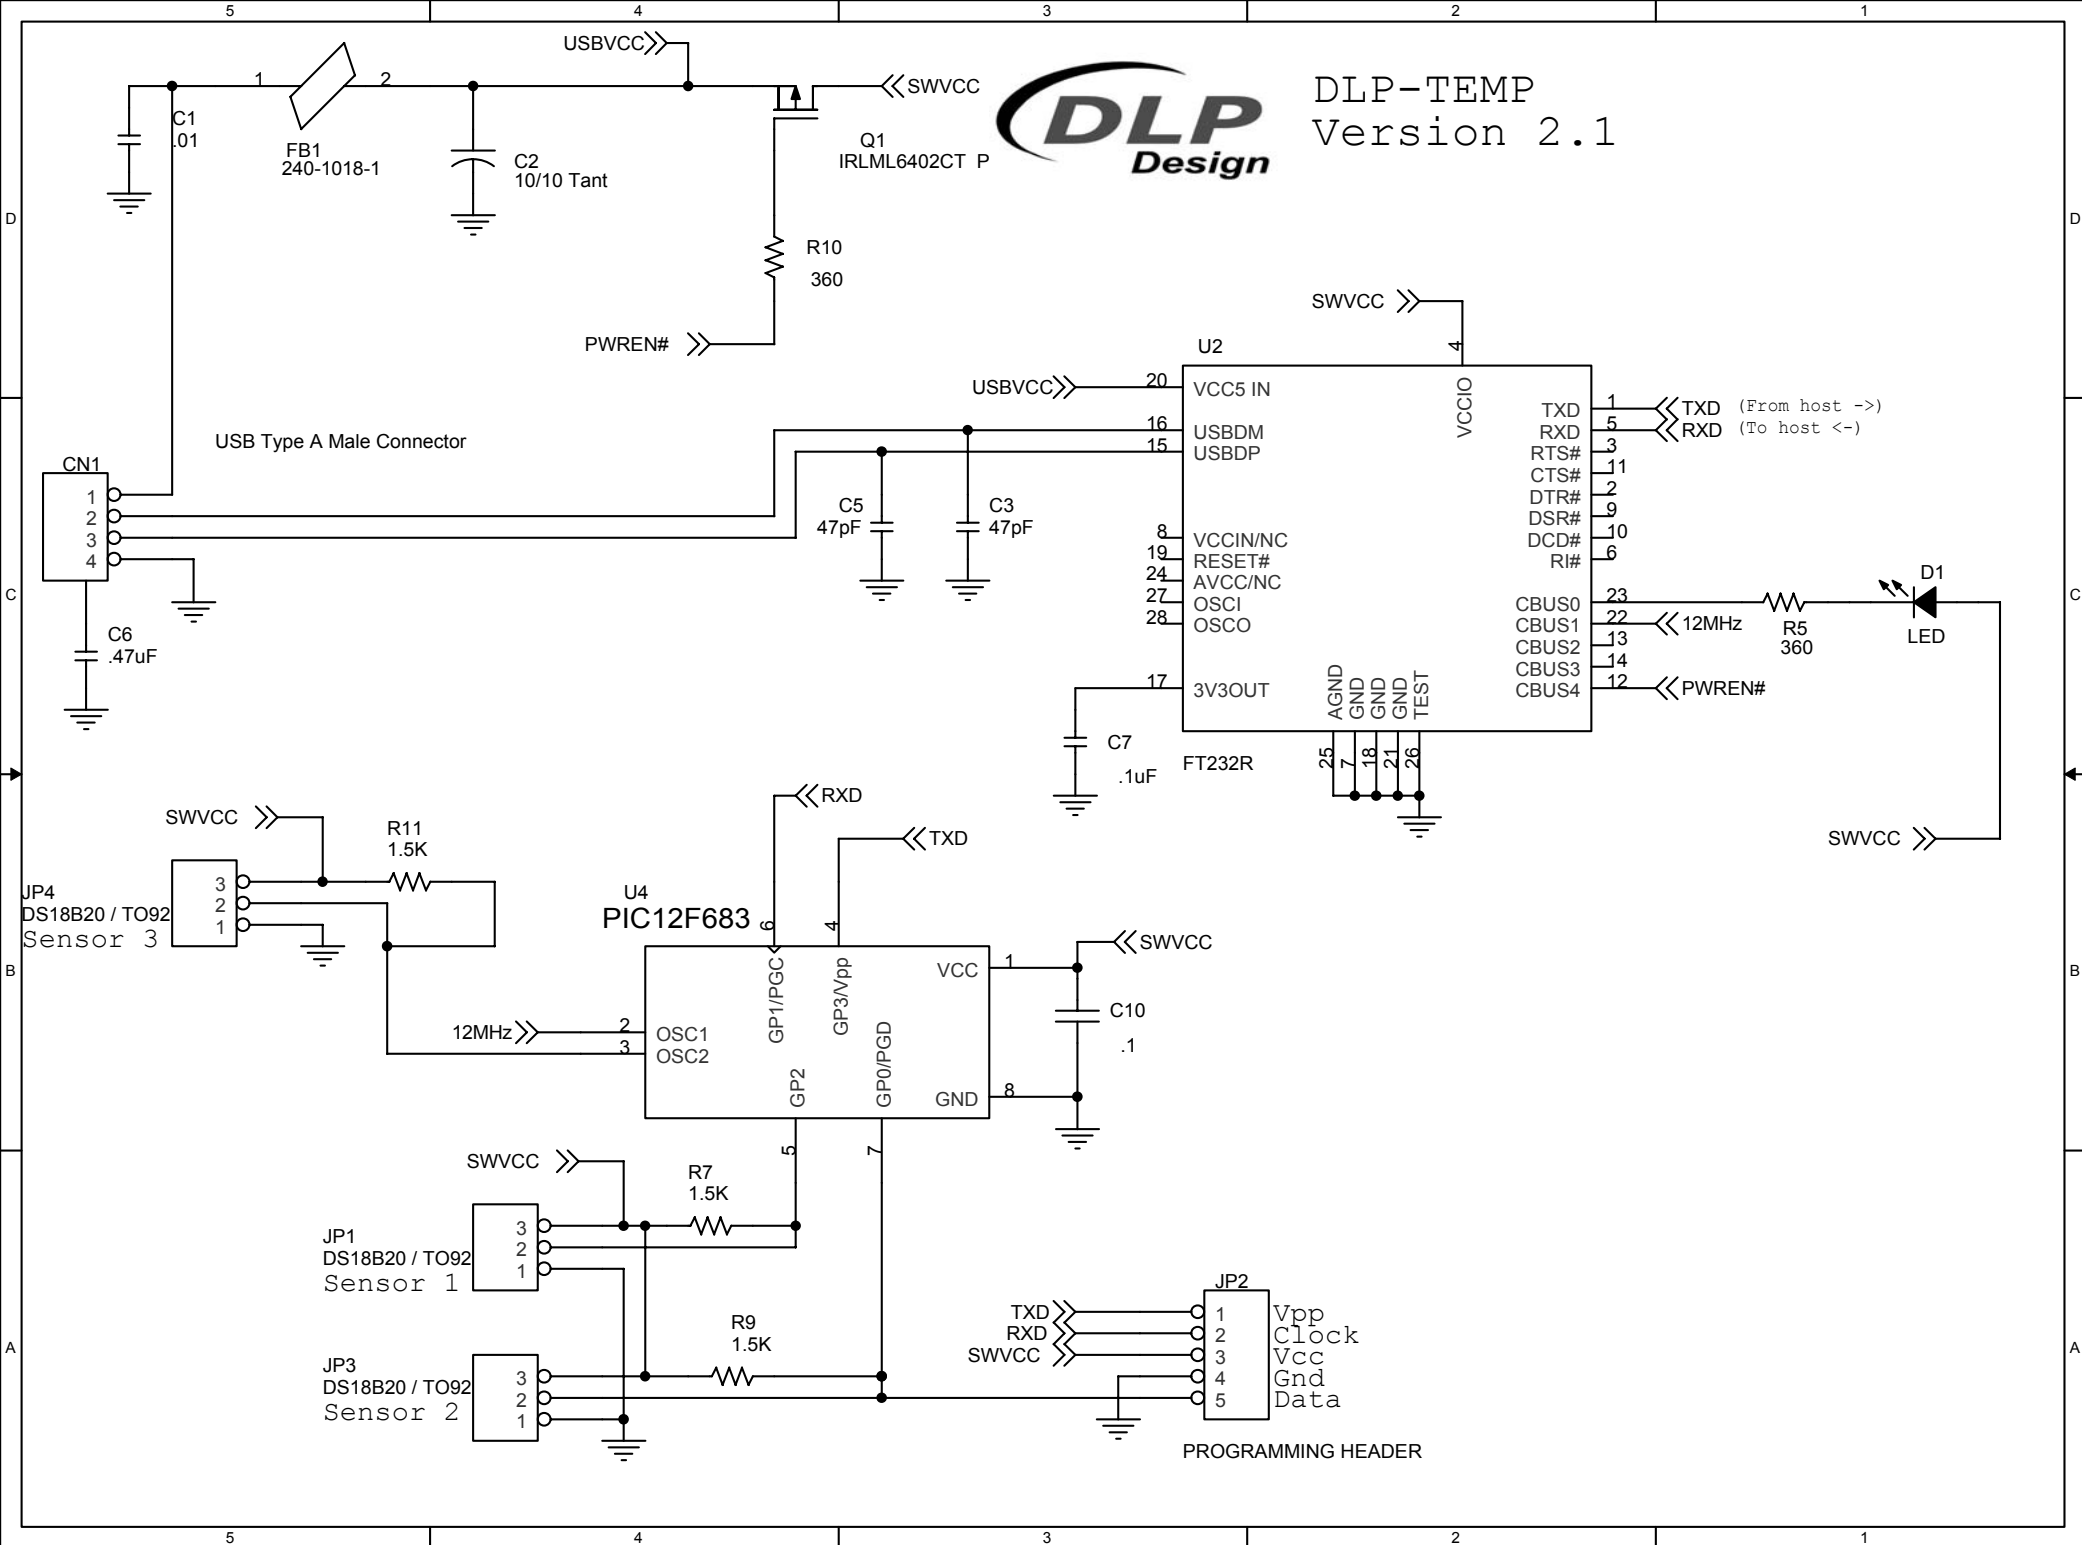 5 4 3 2 1
D
C
B
A
D
C
B
A
5 4 3 2 1
USBVCC
1 2
SWVCC
C1
.01
FB1
240-1018-1
C2
10/10 Tant
Q1
IRLML6402CT P
DLP
Design
DLP-TEMP
Version 2.1
R10
360
PWREN#
USB Type A Male Connector
CN1
1
2
3
4
C6
.47uF
C5
47pF
C3
47pF
SWVCC
4
U2
USBVCC
20 VCC5 IN
16 USBDM
15 USBDP
8 VCCIN/NC
19 RESET#
24 AVCC/NC
27 OSCI
28 OSCO
17 3V3OUT
VCCIO
TXD 1 TXD (From host ->)
RXD 5 RXD (To host <-)
RTS# 3
CTS# 11
DTR# 2
DSR# 9
DCD# 10
RI# 6
CBUS0 23
CBUS1 22 12MHz
CBUS2 13
CBUS3 14
CBUS4 12 PWREN#
AGND
GND
GND
GND
TEST
25
7
18
21
26
FT232R
C7
.1uF
R5
360
D1
LED
SWVCC
SWVCC
R11
1.5K
JP4
DS18B20 / TO92
Sensor 3
3
2
1
RXD
TXD
U4
PIC12F683
6
4
GP1/PGC
GP3/Vpp
VCC 1
SWVCC
C10
.1
12MHz
2 OSC1
3 OSC2
GP2
GP0/PGD
GND 8
5
7
SWVCC
R7
1.5K
JP1
DS18B20 / TO92
Sensor 1
3
2
1
R9
1.5K
JP3
DS18B20 / TO92
Sensor 2
3
2
1
JP2
TXD 1 Vpp
RXD 2 Clock
SWVCC 3 Vcc
4 Gnd
5 Data
PROGRAMMING HEADER